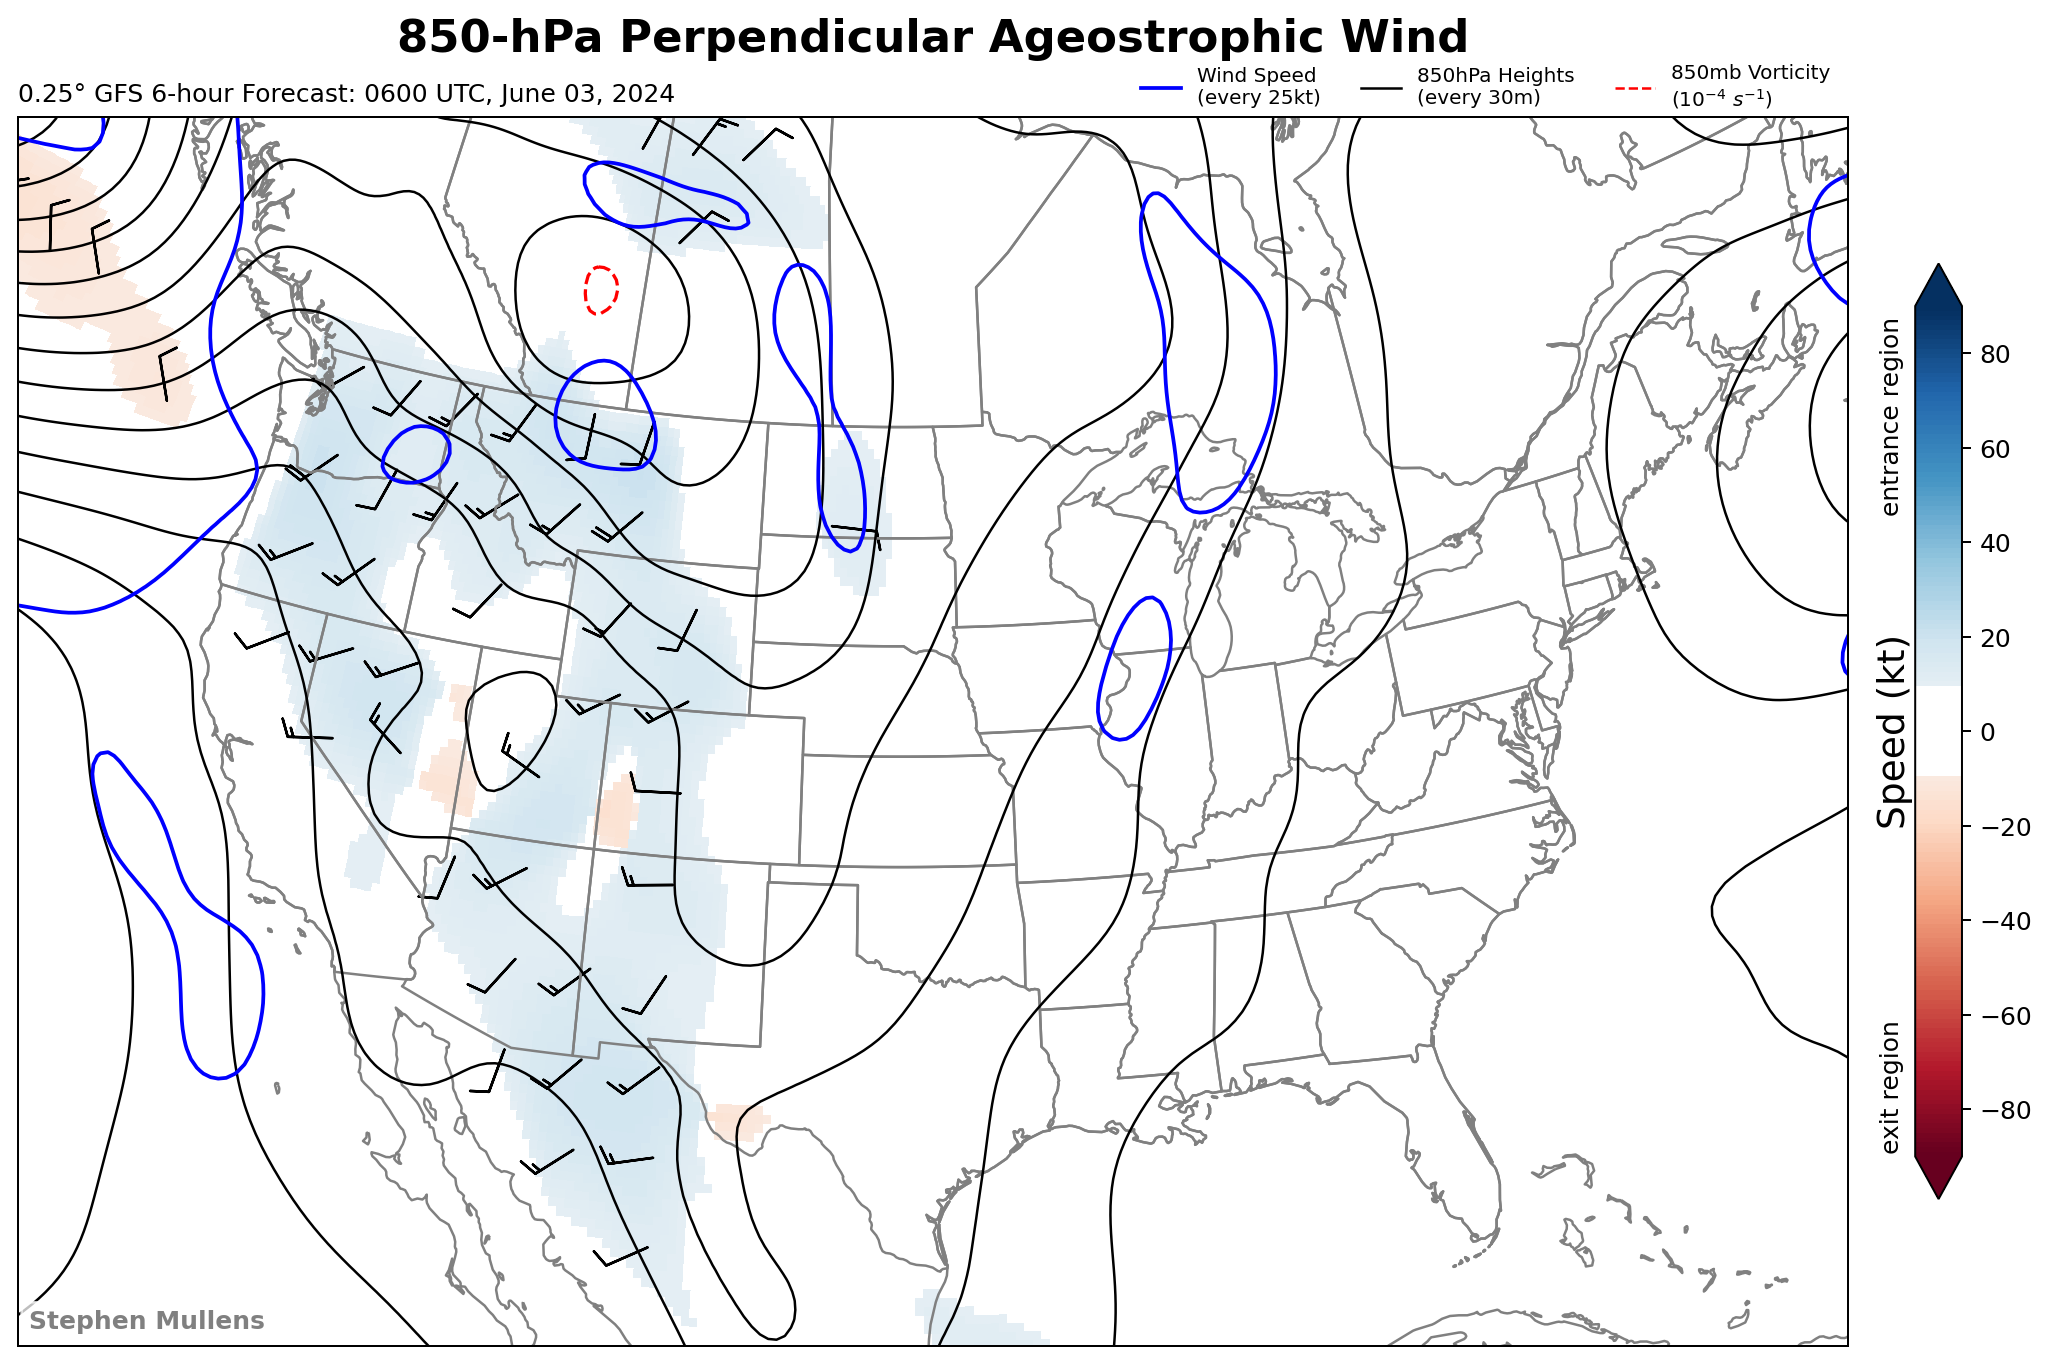 850-hPa Perpendicular Ageostrophic Wind
0.25° GFS 6-hour Forecast: 0600 UTC, June 03, 2024
Wind Speed
(every 25kt)
850hPa Heights
(every 30m)
850mb Vorticity
(10⁻⁴ s⁻¹)
entrance region
Speed (kt)
exit region
80
60
40
20
0
−20
−40
−60
−80
Stephen Mullens